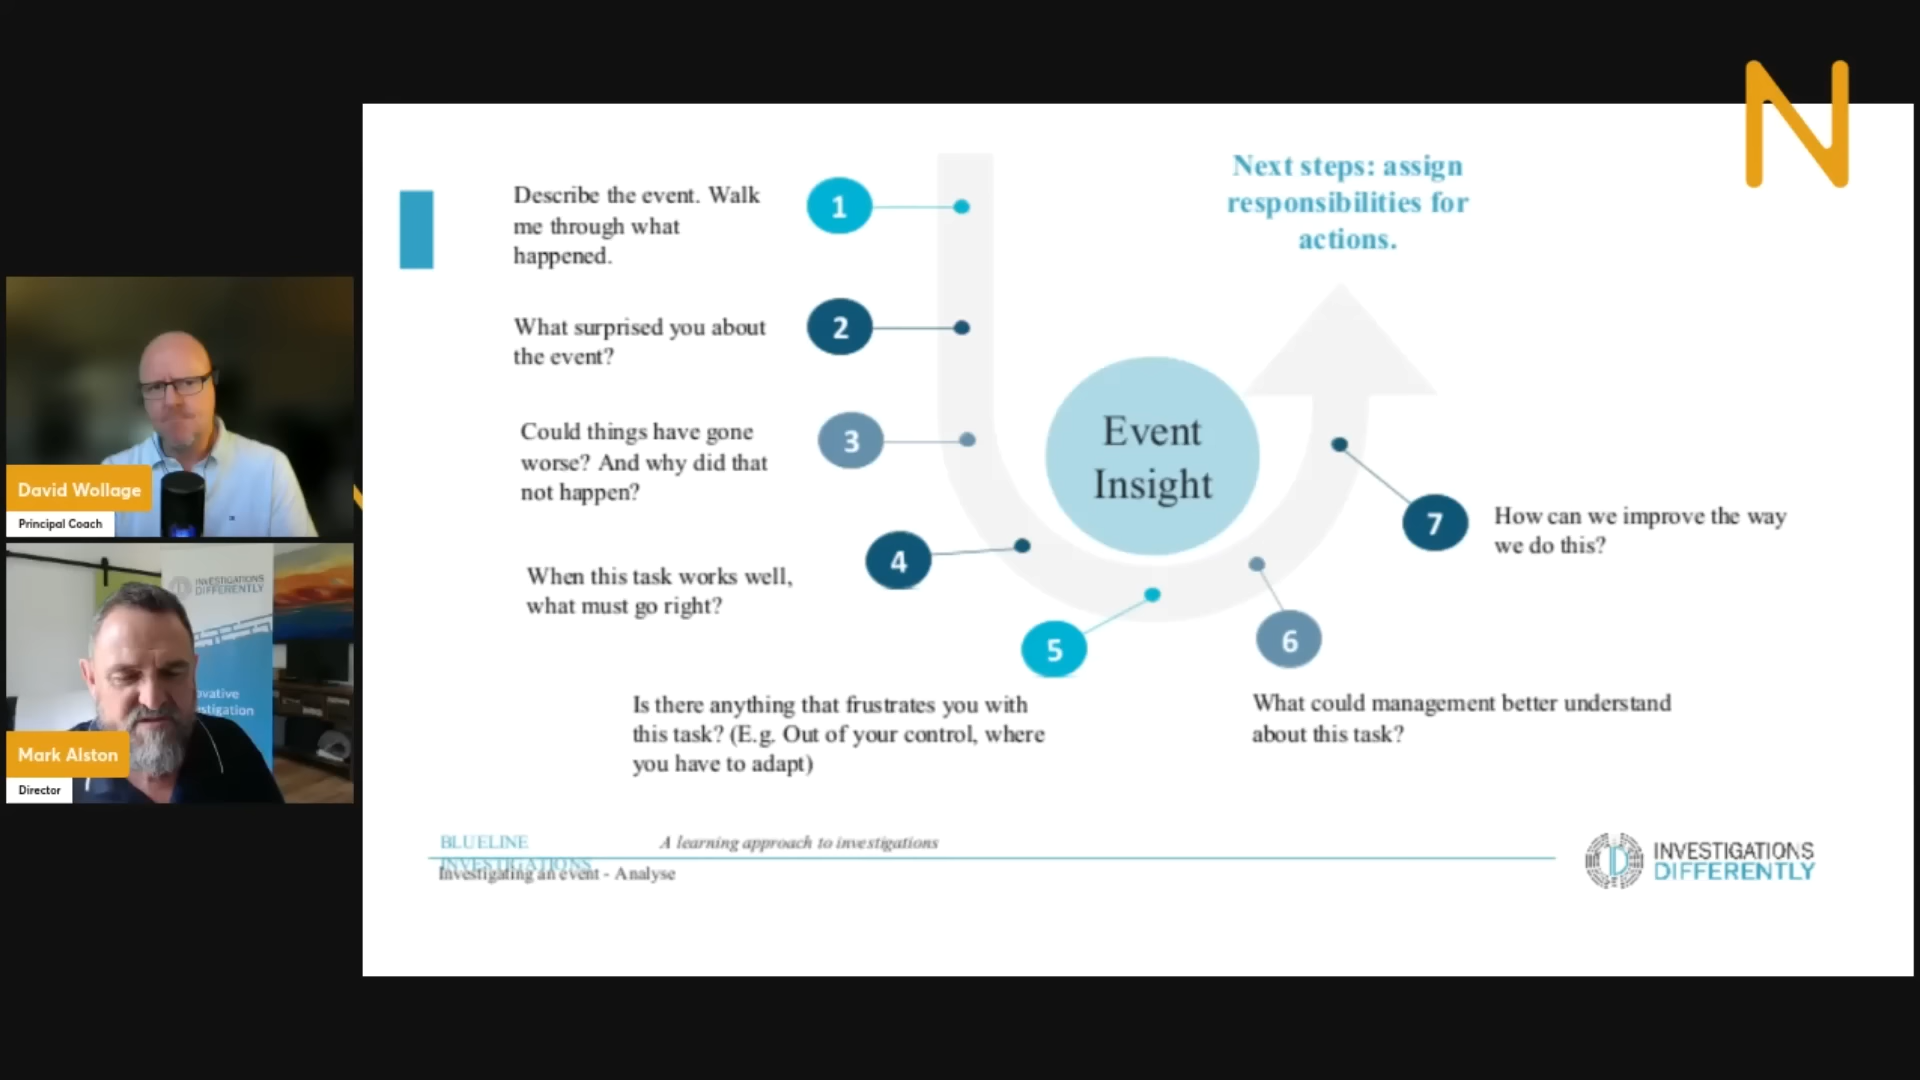 N
Next steps: assign
responsibilities for
actions.
Describe the event. Walk
me through what
happened.
1
What surprised you about
the event?
2
Could things have gone
worse? And why did that
not happen?
3
Event
Insight
When this task works well,
what must go right?
4
Is there anything that frustrates you with
this task? (E.g. Out of your control, where
you have to adapt)
5
What could management better understand
about this task?
6
How can we improve the way
we do this?
7
BLUELINE
INVESTIGATIONS
A learning approach to investigations
Investigating an event - Analyse
INVESTIGATIONS
DIFFERENTLY
David Wollage
Principal Coach
INVESTIGATIONS
DIFFERENTLY
ovative
stigation
Mark Alston
Director